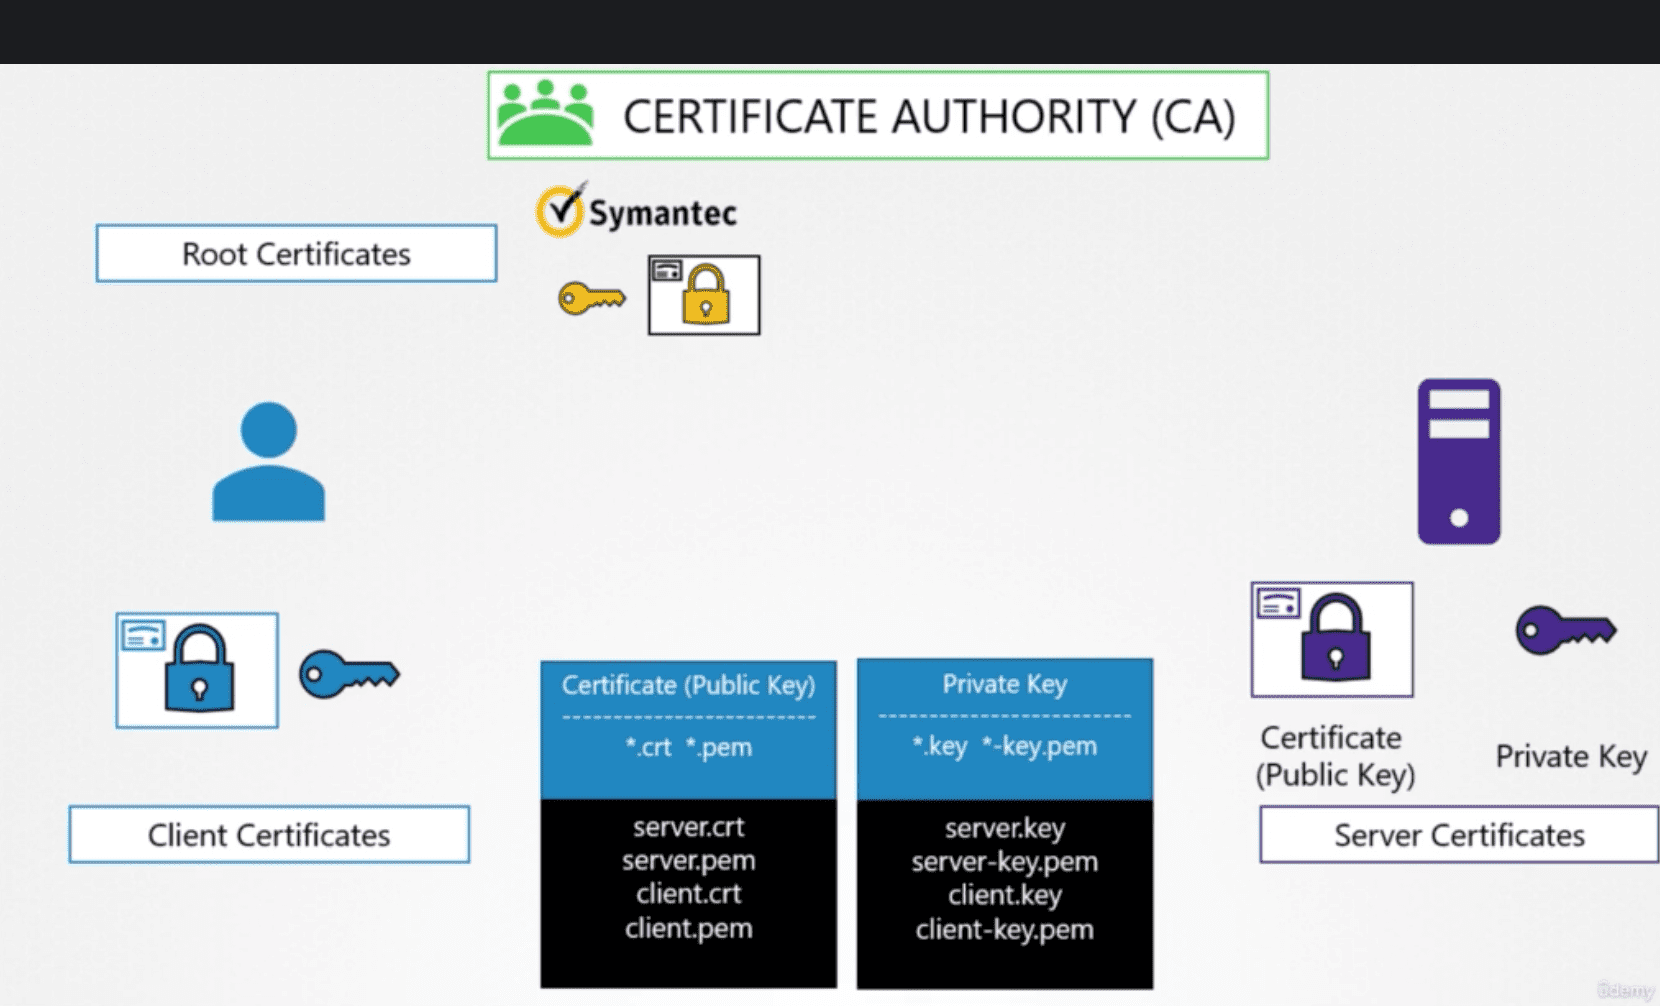 CERTIFICATE AUTHORITY (CA)
Symantec
Root Certificates
Certificate (Public Key)
-------------------------
*.crt *.pem
server.crt
server.pem
client.crt
client.pem
Private Key
-------------------------
*.key *-key.pem
server.key
server-key.pem
client.key
client-key.pem
Certificate
(Public Key)
Private Key
Client Certificates
Server Certificates
ûdemy